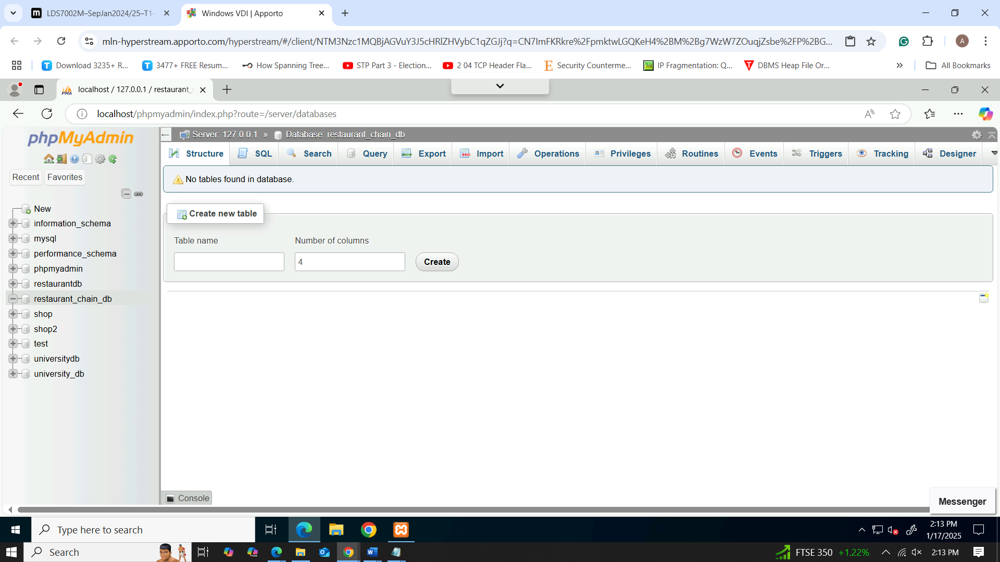 LDS7002M–SepJan2024/25–T1-
Windows VDI | Apporto
mln-hyperstream.apporto.com/hyperstream/#/client/NTM3Nzc1MQBjAGVuY3J5cHRlZHVybC1qZGJj?q=CN7ImFKRkre%2FpmktwLGQKeH4%2BM%2Bg7WzW7ZOuqjZsbe%2FP%2BG...
A
Download 3235+ R...
3477+ FREE Resum...
How Spanning Tree...
STP Part 3 - Election...
2 04 TCP Header Fla...
Security Counterme...
IP Fragmentation: Q...
DBMS Heap File Or...
All Bookmarks
localhost / 127.0.0.1 / restaurant_
localhost/phpmyadmin/index.php?route=/server/databases
phpMyAdmin
Server: 127.0.0.1 » Database: restaurant_chain_db
Structure
SQL
Search
Query
Export
Import
Operations
Privileges
Routines
Events
Triggers
Tracking
Designer
Recent
Favorites
No tables found in database.
New
information_schema
mysql
performance_schema
phpmyadmin
restaurantdb
restaurant_chain_db
shop
shop2
test
universitydb
university_db
Create new table
Table name
Number of columns
4
Create
Console
Messenger
Type here to search
2:13 PM
1/17/2025
Search
FTSE 350 +1.22%
2:13 PM